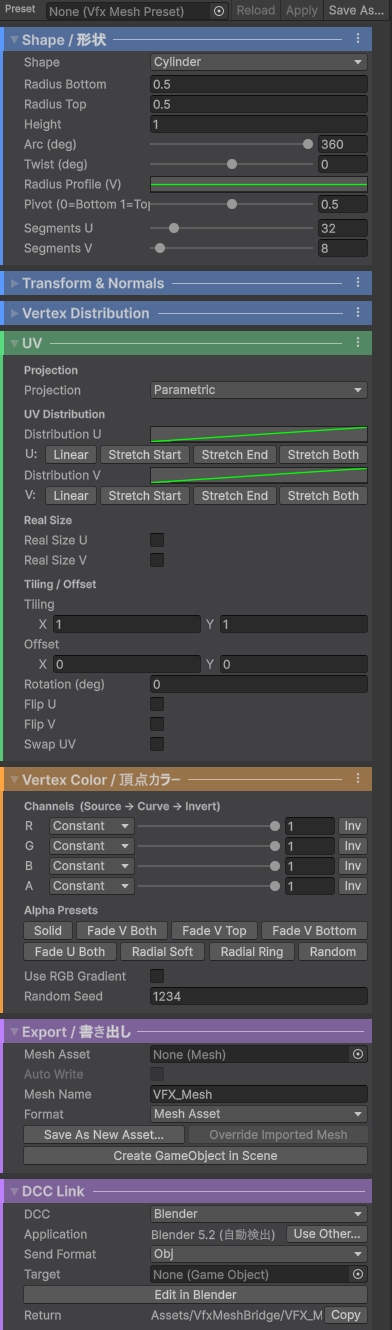 Preset None (Vfx Mesh Preset) Reload Apply Save As...
Shape / 形状
Shape Cylinder
Radius Bottom 0.5
Radius Top 0.5
Height 1
Arc (deg) 360
Twist (deg) 0
Radius Profile (V)
Pivot (0=Bottom 1=Top 0.5
Segments U 32
Segments V 8
Transform & Normals
Vertex Distribution
UV
Projection
Projection Parametric
UV Distribution
Distribution U
U: Linear Stretch Start Stretch End Stretch Both
Distribution V
V: Linear Stretch Start Stretch End Stretch Both
Real Size
Real Size U
Real Size V
Tiling / Offset
Tiling
X 1 Y 1
Offset
X 0 Y 0
Rotation (deg) 0
Flip U
Flip V
Swap UV
Vertex Color / 頂点カラー
Channels (Source → Curve → Invert)
R Constant 1 Inv
G Constant 1 Inv
B Constant 1 Inv
A Constant 1 Inv
Alpha Presets
Solid Fade V Both Fade V Top Fade V Bottom
Fade U Both Radial Soft Radial Ring Random
Use RGB Gradient
Random Seed 1234
Export / 書き出し
Mesh Asset None (Mesh)
Auto Write
Mesh Name VFX_Mesh
Format Mesh Asset
Save As New Asset... Override Imported Mesh
Create GameObject in Scene
DCC Link
DCC Blender
Application Blender 5.2 (自動検出) Use Other...
Send Format Obj
Target None (Game Object)
Edit in Blender
Return Assets/VfxMeshBridge/VFX_M Copy